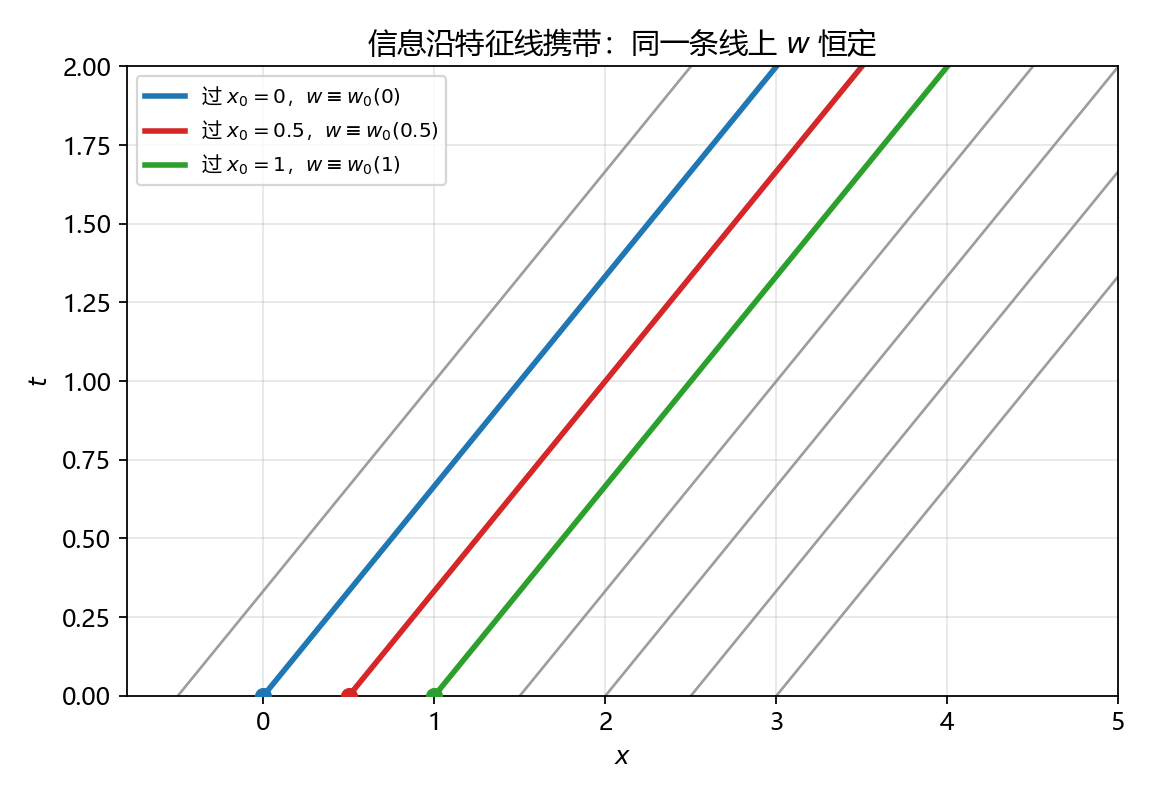 信息沿特征线携带：同一条线上 w 恒定
过 x₀ = 0，w ≡ w₀(0)
过 x₀ = 0.5，w ≡ w₀(0.5)
过 x₀ = 1，w ≡ w₀(1)
2.00
1.75
1.50
1.25
1.00
0.75
0.50
0.25
0.00
t
0 1 2 3 4 5
x